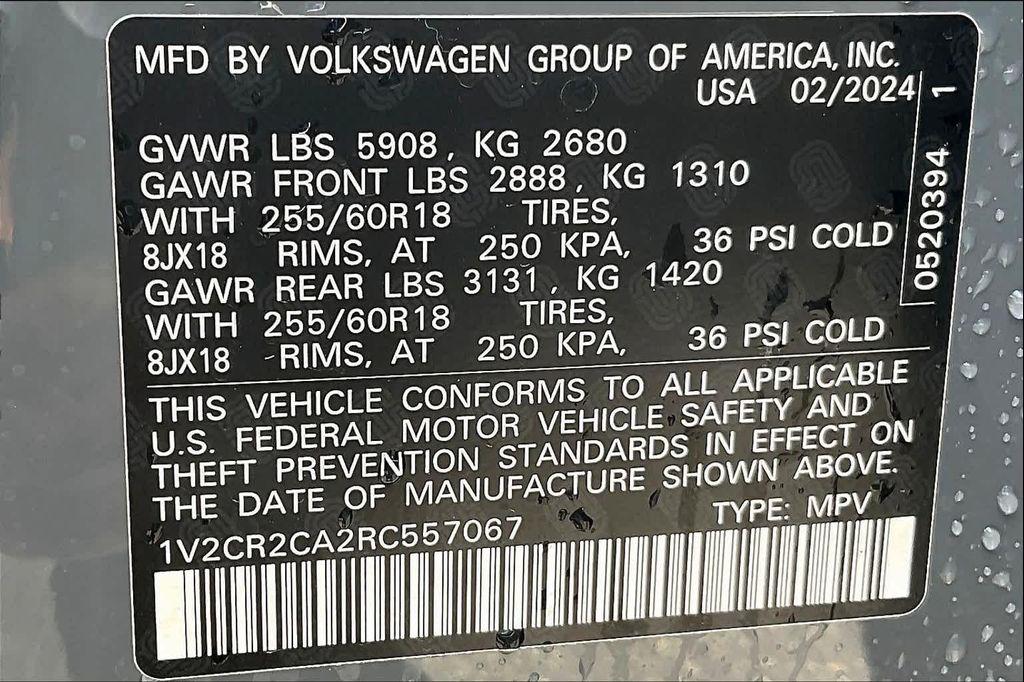 MFD BY VOLKSWAGEN GROUP OF AMERICA, INC.
USA 02/2024
GVWR LBS 5908, KG 2680
GAWR FRONT LBS 2888, KG 1310
WITH 255/60R18 TIRES,
8JX18 RIMS, AT 250 KPA, 36 PSI COLD
GAWR REAR LBS 3131, KG 1420
WITH 255/60R18 TIRES,
8JX18 -RIMS, AT 250 KPA, 36 PSI COLD
THIS VEHICLE CONFORMS TO ALL APPLICABLE
U.S. FEDERAL MOTOR VEHICLE SAFETY AND
THEFT PREVENTION STANDARDS IN EFFECT ON
THE DATE OF MANUFACTURE SHOWN ABOVE.
1V2CR2CA2RC557067 TYPE: MPV
0520394 1